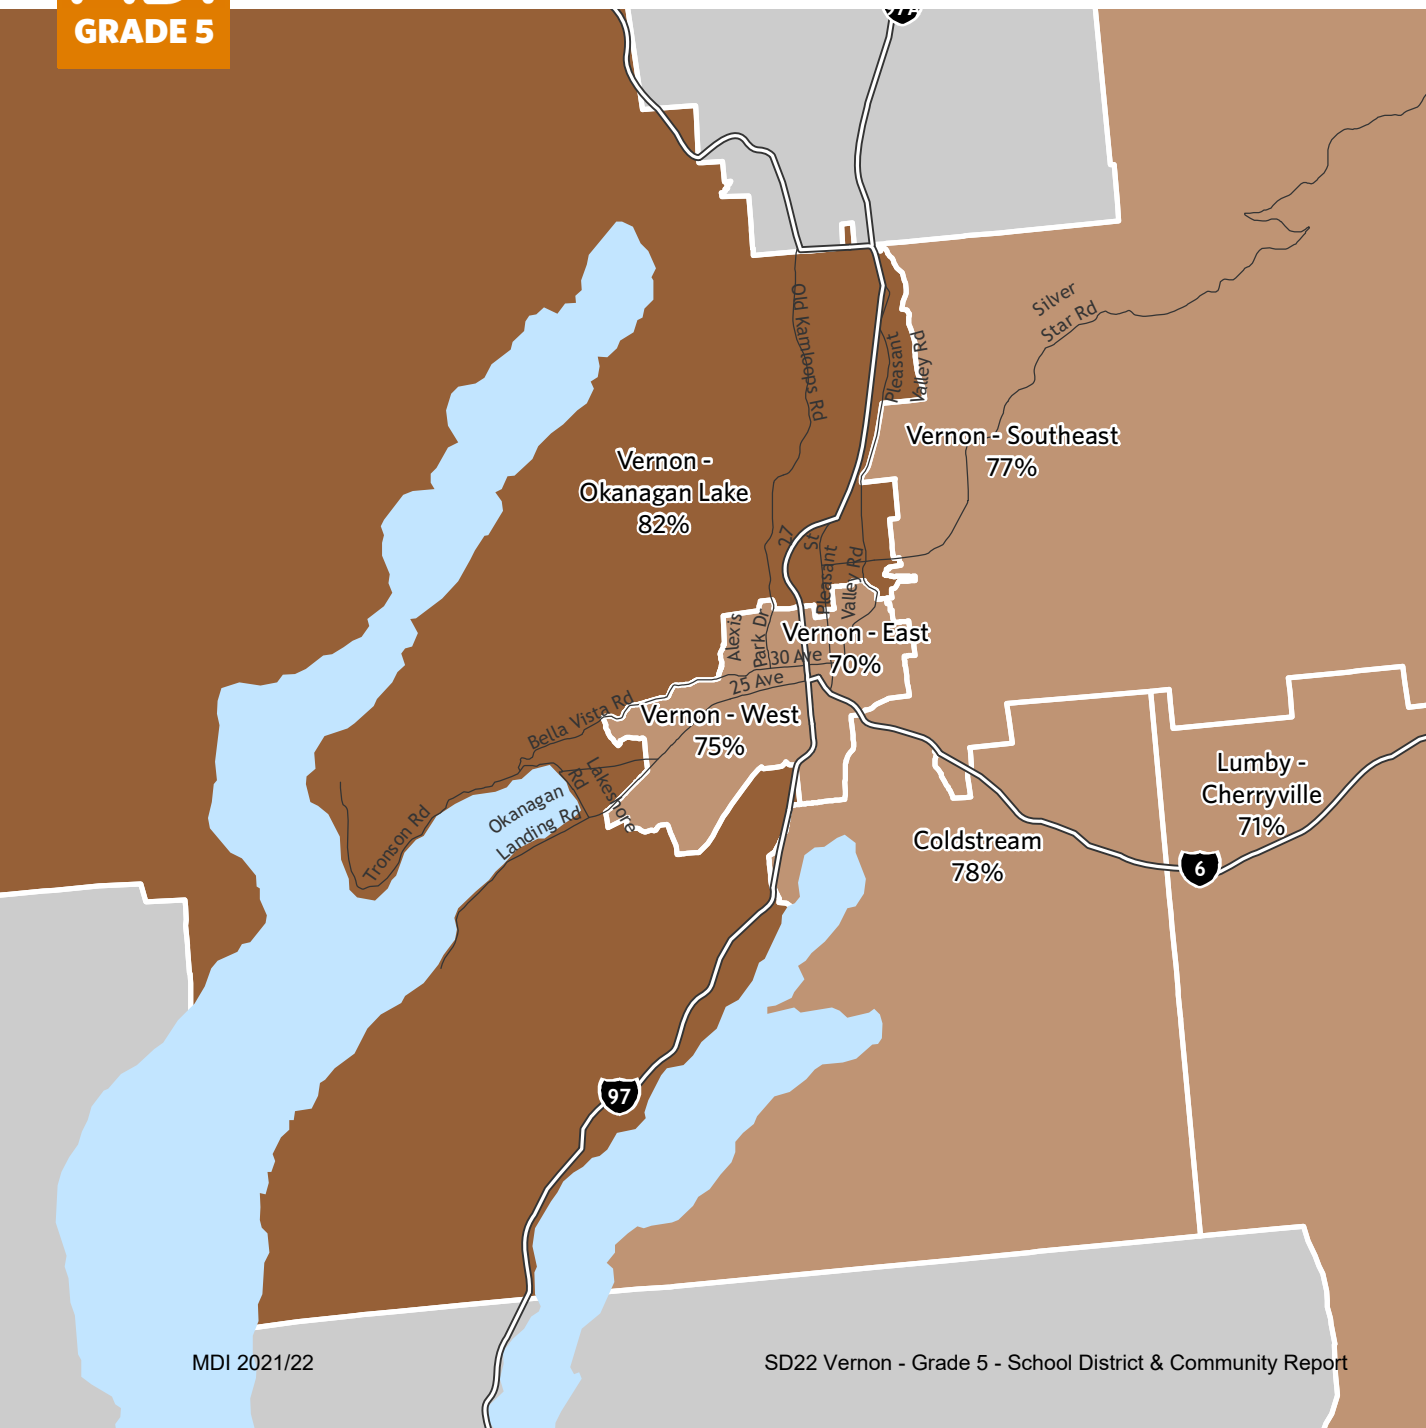 GRADE 5
Silver
Star Rd
Old Kamloops Rd
Pleasant
Valley Rd
Vernon - Southeast
77%
Vernon -
Okanagan Lake
82%
27
St
Pleasant
Valley Rd
Alexis
Park Dr
Vernon - East
70%
30 Ave
25 Ave
Bella Vista Rd
Vernon - West
75%
Lakeshore
Rd
Okanagan
Landing Rd
Tronson Rd
Lumby -
Cherryville
71%
Coldstream
78%
6
97
MDI 2021/22
SD22 Vernon - Grade 5 - School District & Community Report